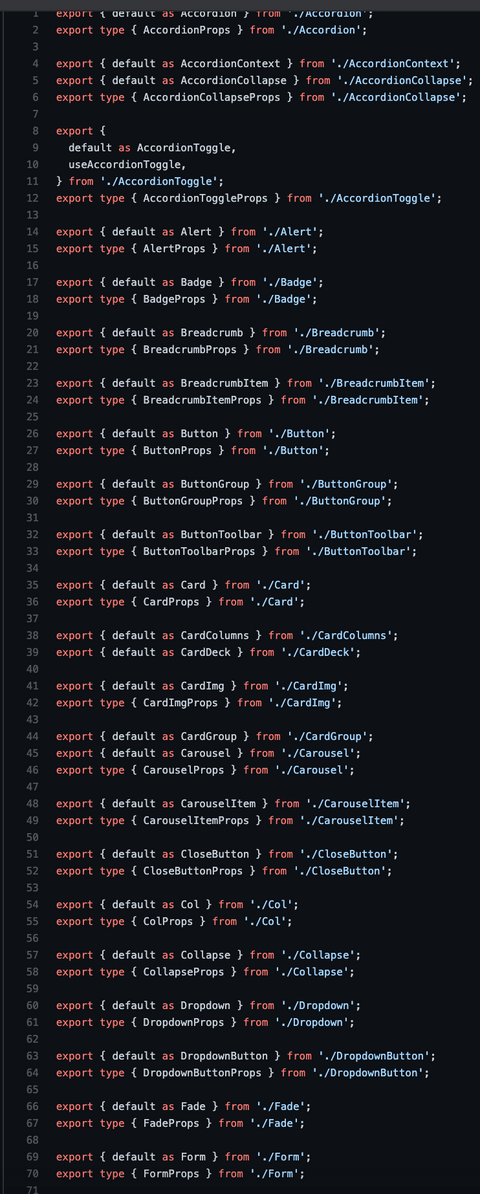 1 export { default as Accordion } from './Accordion';
2 export type { AccordionProps } from './Accordion';
3
4 export { default as AccordionContext } from './AccordionContext';
5 export { default as AccordionCollapse } from './AccordionCollapse';
6 export type { AccordionCollapseProps } from './AccordionCollapse';
7
8 export {
9   default as AccordionToggle,
10   useAccordionToggle,
11 } from './AccordionToggle';
12 export type { AccordionToggleProps } from './AccordionToggle';
13
14 export { default as Alert } from './Alert';
15 export type { AlertProps } from './Alert';
16
17 export { default as Badge } from './Badge';
18 export type { BadgeProps } from './Badge';
19
20 export { default as Breadcrumb } from './Breadcrumb';
21 export type { BreadcrumbProps } from './Breadcrumb';
22
23 export { default as BreadcrumbItem } from './BreadcrumbItem';
24 export type { BreadcrumbItemProps } from './BreadcrumbItem';
25
26 export { default as Button } from './Button';
27 export type { ButtonProps } from './Button';
28
29 export { default as ButtonGroup } from './ButtonGroup';
30 export type { ButtonGroupProps } from './ButtonGroup';
31
32 export { default as ButtonToolbar } from './ButtonToolbar';
33 export type { ButtonToolbarProps } from './ButtonToolbar';
34
35 export { default as Card } from './Card';
36 export type { CardProps } from './Card';
37
38 export { default as CardColumns } from './CardColumns';
39 export { default as CardDeck } from './CardDeck';
40
41 export { default as CardImg } from './CardImg';
42 export type { CardImgProps } from './CardImg';
43
44 export { default as CardGroup } from './CardGroup';
45 export { default as Carousel } from './Carousel';
46 export type { CarouselProps } from './Carousel';
47
48 export { default as CarouselItem } from './CarouselItem';
49 export type { CarouselItemProps } from './CarouselItem';
50
51 export { default as CloseButton } from './CloseButton';
52 export type { CloseButtonProps } from './CloseButton';
53
54 export { default as Col } from './Col';
55 export type { ColProps } from './Col';
56
57 export { default as Collapse } from './Collapse';
58 export type { CollapseProps } from './Collapse';
59
60 export { default as Dropdown } from './Dropdown';
61 export type { DropdownProps } from './Dropdown';
62
63 export { default as DropdownButton } from './DropdownButton';
64 export type { DropdownButtonProps } from './DropdownButton';
65
66 export { default as Fade } from './Fade';
67 export type { FadeProps } from './Fade';
68
69 export { default as Form } from './Form';
70 export type { FormProps } from './Form';
71